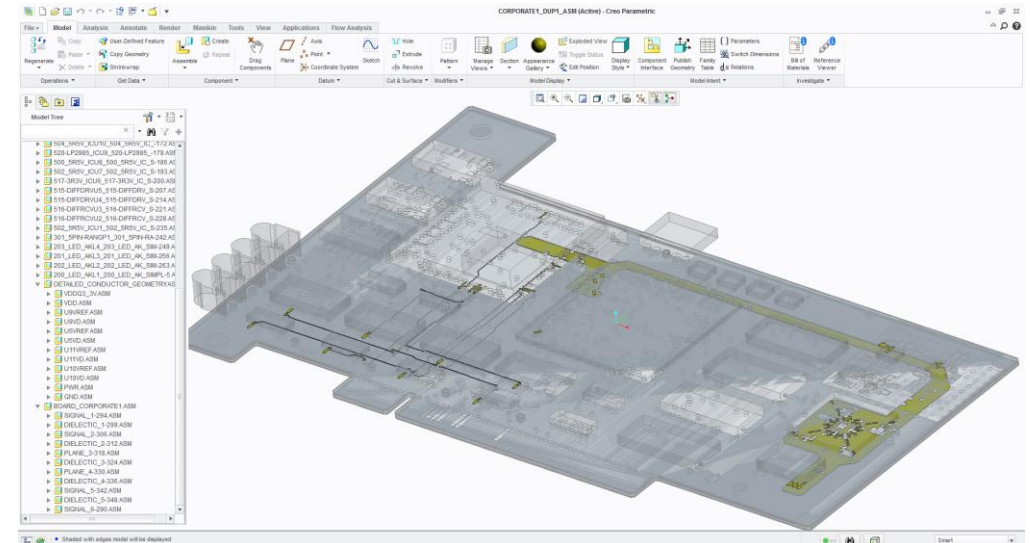 CORPORATE1_DUP1_ASM (Active) - Creo Parametric
File Model Analysis Annotate Render Manikin Tools View Applications Flow Analysis
Regenerate
Copy
Paste
Delete
User-Defined Feature
Copy Geometry
Shrinkwrap
Assemble
Create
Repeat
Drag Components
Plane
Axis
Point
Coordinate System
Sketch
Hole
Extrude
Revolve
Pattern
Manage Views
Section
Appearance Gallery
Exploded View
Toggle Status
Edit Position
Display Style
Component Interface
Publish Geometry
Family Table
Parameters
Switch Dimensions
d= Relations
Bill of Materials
Reference Viewer
Operations Get Data Component Datum Cut & Surface Modifiers Model Display Model Intent Investigate
Model Tree
504_5R5V_ICU10_504_5R5V_IC_-172.A
520-LP2985_ICU9_520-LP2985_-179.AS
500_5R5V_ICU8_500_5R5V_IC_S-186.AS
502_5R5V_ICU7_502_5R5V_IC_S-193.AS
517-3R3V_ICU6_517-3R3V_IC_S-200.AS
515-DIFFDRVU5_515-DIFFDRV_S-207.AS
515-DIFFDRVU4_515-DIFFDRV_S-214.AS
516-DIFFRCVU3_516-DIFFRCV_S-221.AS
516-DIFFRCVU2_516-DIFFRCV_S-228.AS
502_5R5V_ICU1_502_5R5V_IC_S-235.AS
301_5PIN-RANGP1_301_5PIN-RA-242.AS
203_LED_AKL4_203_LED_AK_SIM-249.A
201_LED_AKL3_201_LED_AK_SIM-256.A
202_LED_AKL2_202_LED_AK_SIM-263.A
200_LED_AKL1_200_LED_AK_SIMPL-5.A
DETAILED_CONDUCTOR_GEOMETRY.AS
VDDQ3_3V.ASM
VDD.ASM
U9VREF.ASM
U9VD.ASM
U5VREF.ASM
U5VD.ASM
U11VREF.ASM
U11VD.ASM
U10VREF.ASM
U10VD.ASM
PWR.ASM
GND.ASM
BOARD_CORPORATE1.ASM
SIGNAL_1-294.ASM
DIELECTIC_1-299.ASM
SIGNAL_2-306.ASM
DIELECTIC_2-312.ASM
PLANE_3-318.ASM
DIELECTIC_3-324.ASM
PLANE_4-330.ASM
DIELECTIC_4-336.ASM
SIGNAL_5-342.ASM
DIELECTIC_5-348.ASM
SIGNAL_6-290.ASM
Shaded with edges model will be displayed
Smart